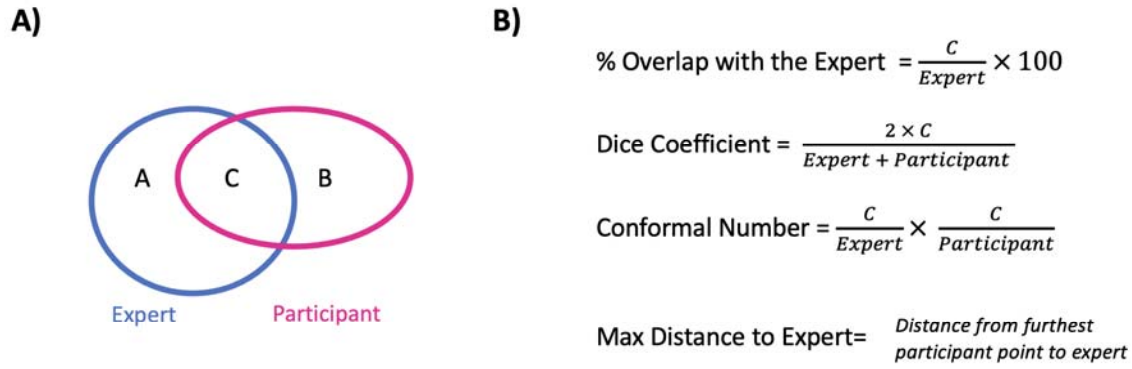 A)
A
C
B
Expert
Participant
B)
% Overlap with the Expert = C / Expert × 100
Dice Coefficient = 2 × C / Expert + Participant
Conformal Number = C / Expert × C / Participant
Max Distance to Expert= Distance from furthest
participant point to expert